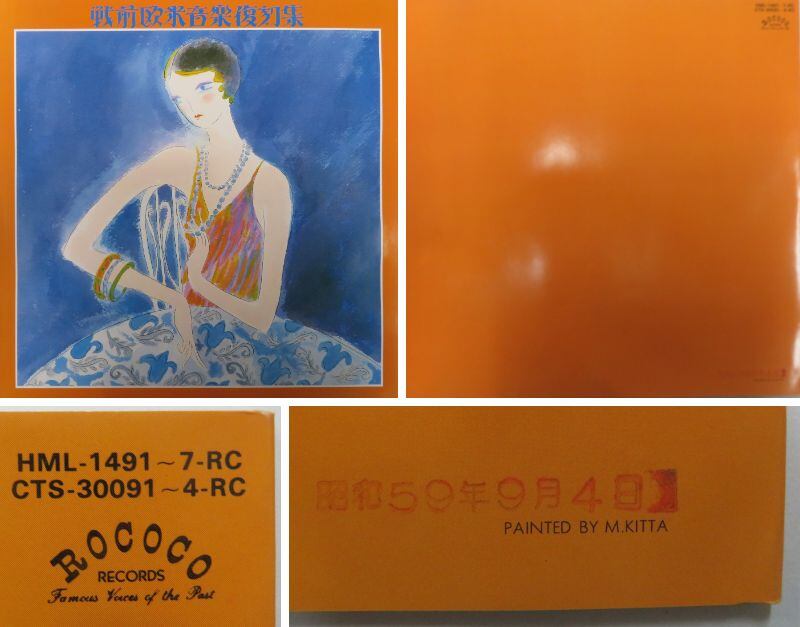 戦前欧米音樂復刻集
HML-1491~7-RC
CTS-30091~4-RC
ROCOCO
RECORDS
Famous Voices of the Past
昭和59年9月4日
PAINTED BY M.KITTA